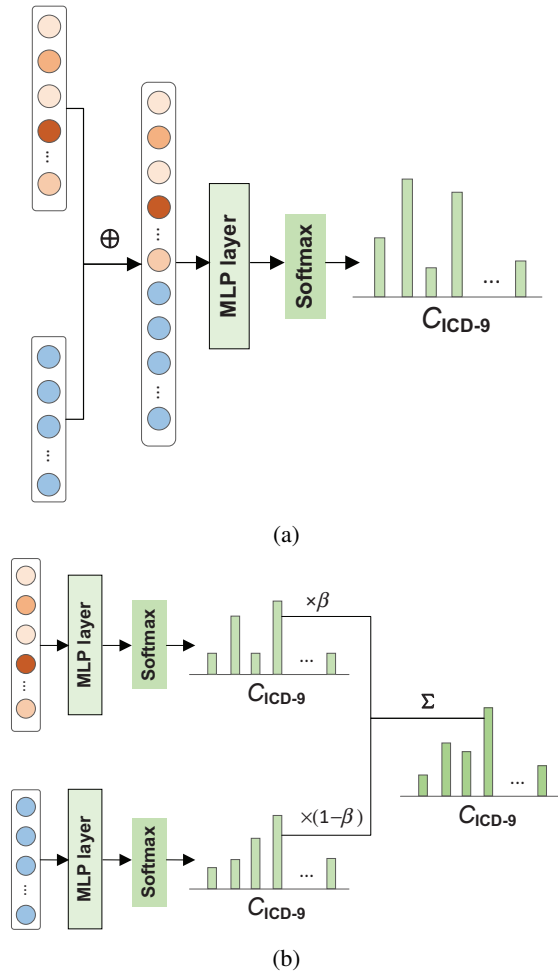 ...
...
⊕
...
...
MLP layer
Softmax
...
C_ICD-9
(a)
...
MLP layer
Softmax
...
C_ICD-9
×β
Σ
...
C_ICD-9
...
MLP layer
Softmax
...
C_ICD-9
×(1−β)
(b)